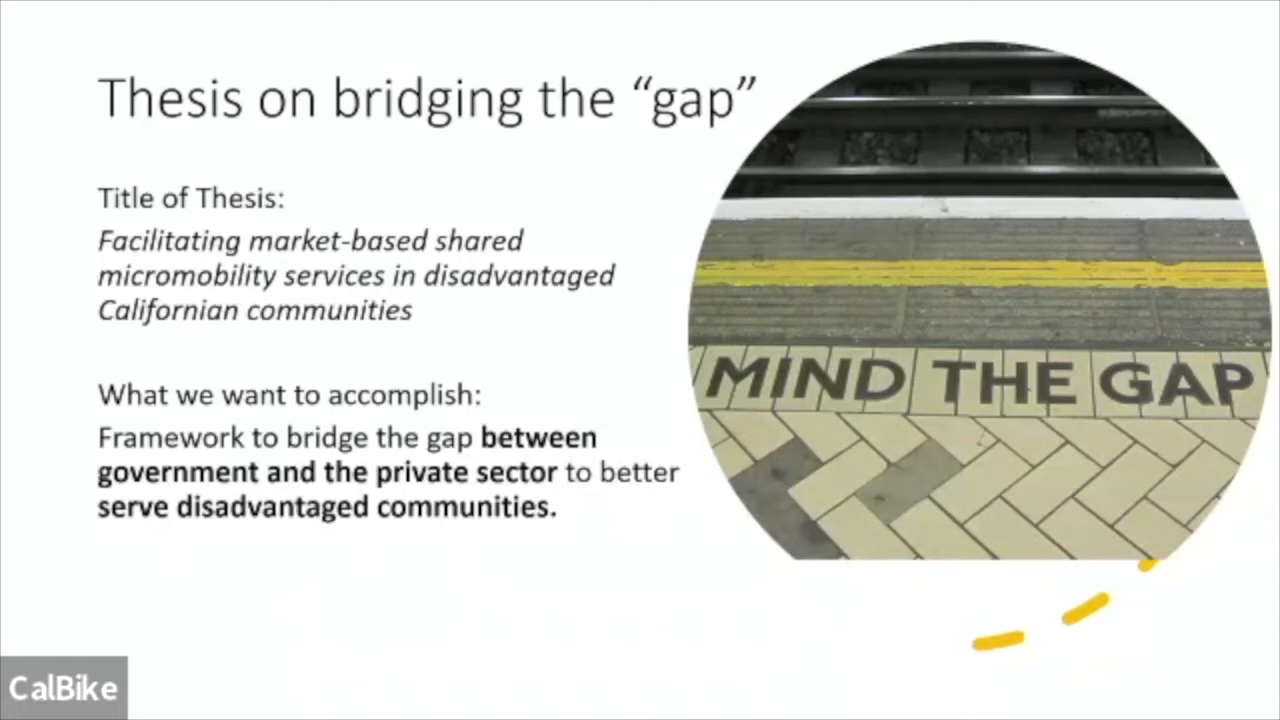 Thesis on bridging the “gap”
Title of Thesis:
Facilitating market-based shared
micromobility services in disadvantaged
Californian communities
What we want to accomplish:
Framework to bridge the gap between
government and the private sector to better
serve disadvantaged communities.
MIND THE GAP
CalBike